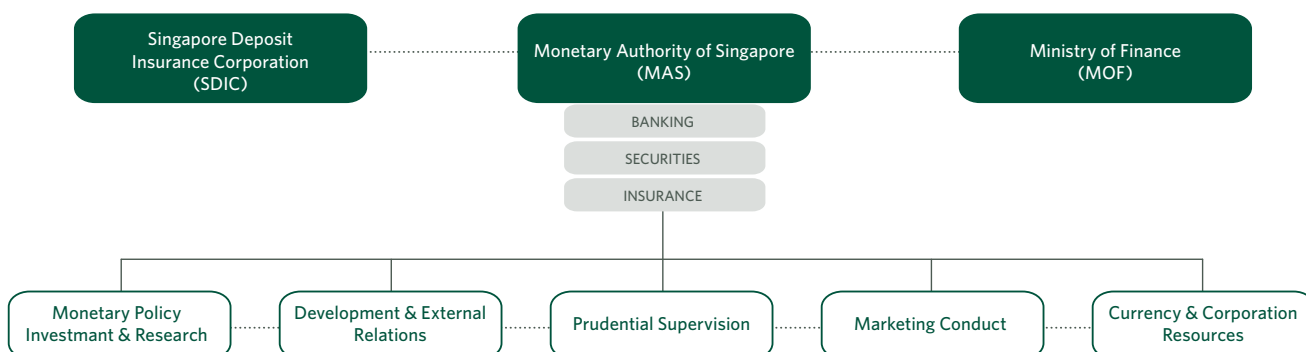 Singapore Deposit
Insurance Corporation
(SDIC)
Monetary Authority of Singapore
(MAS)
Ministry of Finance
(MOF)
BANKING
SECURITIES
INSURANCE
Monetary Policy
Investmant & Research
Development & External
Relations
Prudential Supervision
Marketing Conduct
Currency & Corporation
Resources